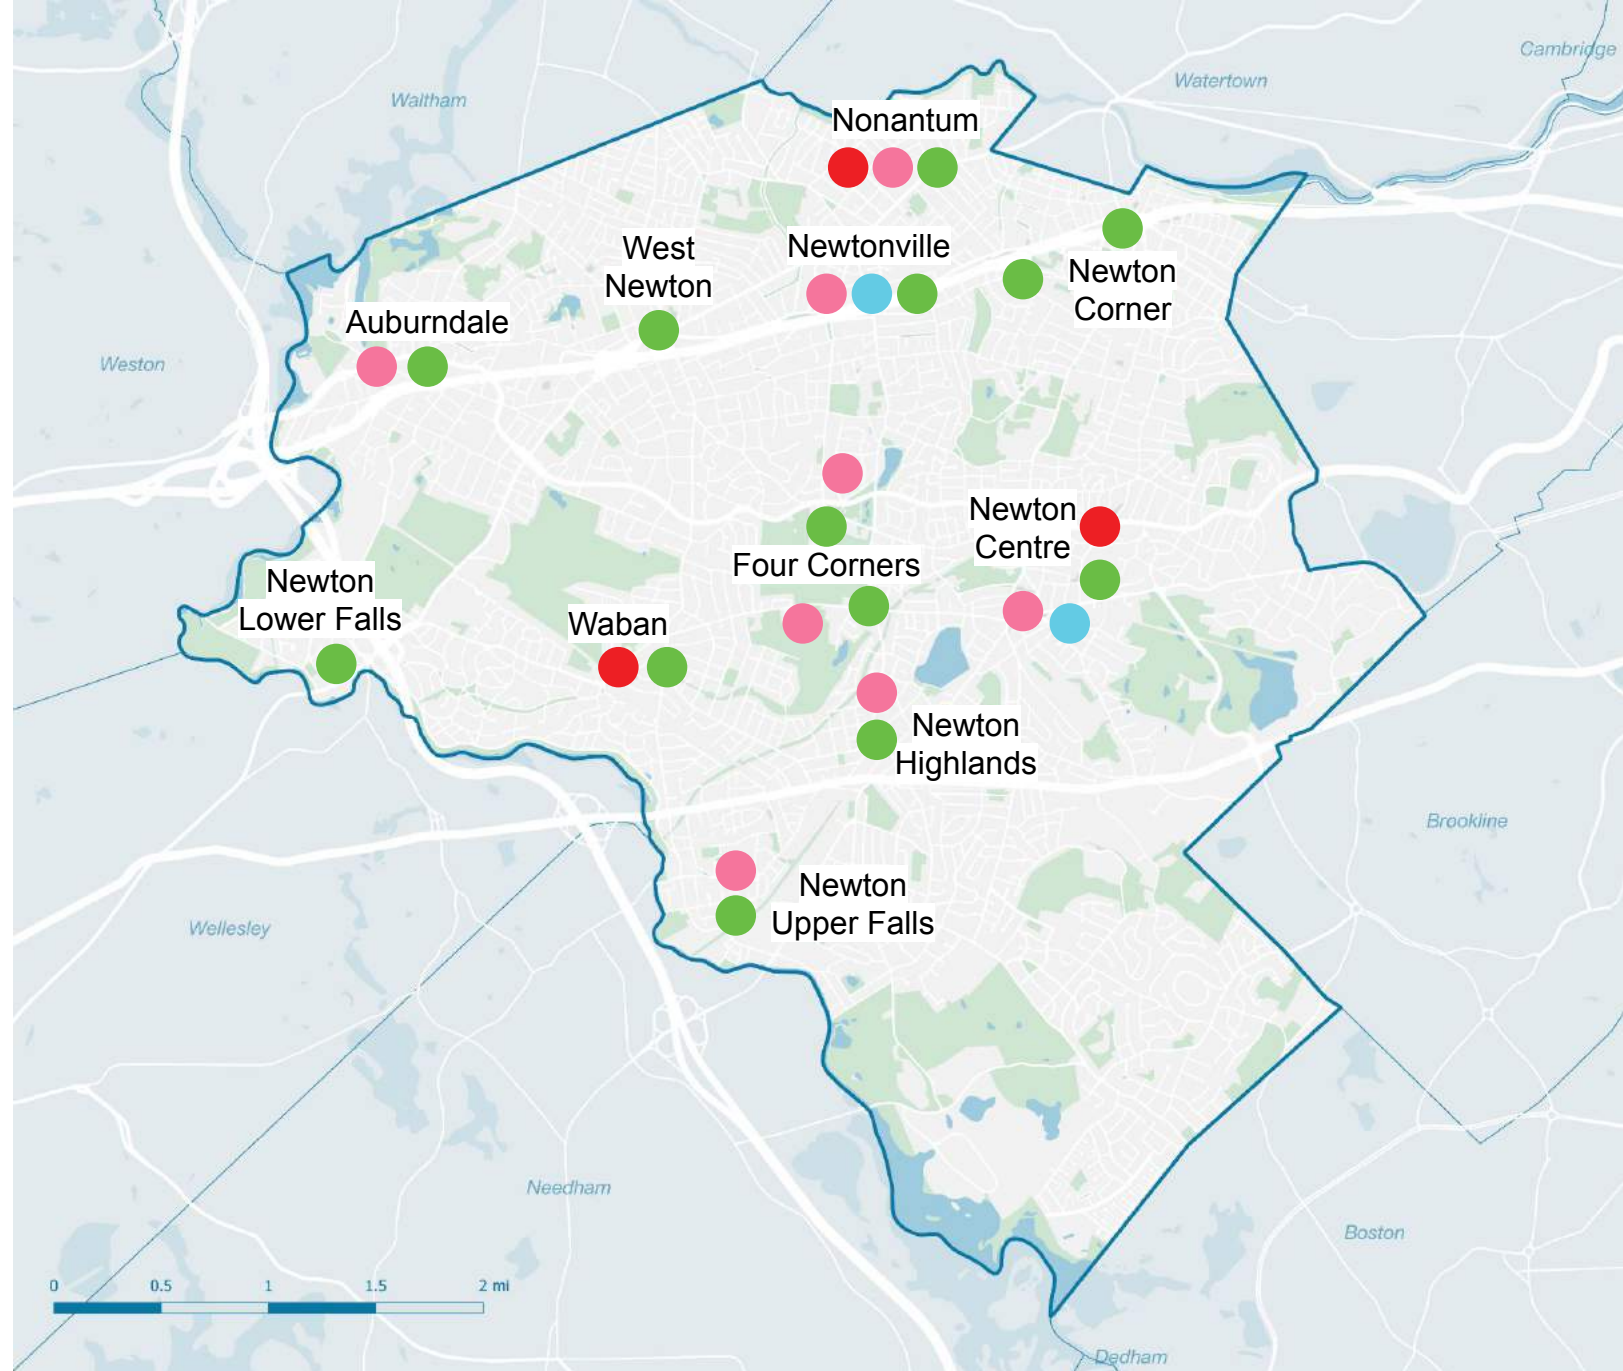 Cambridge
Watertown
Waltham
Nonantum
West
Newton
Newtonville
Newton
Corner
Auburndale
Weston
Newton
Centre
Four Corners
Newton
Lower Falls
Waban
Newton
Highlands
Brookline
Newton
Upper Falls
Wellesley
Needham
Boston
0 0.5 1 1.5 2 mi
Dedham